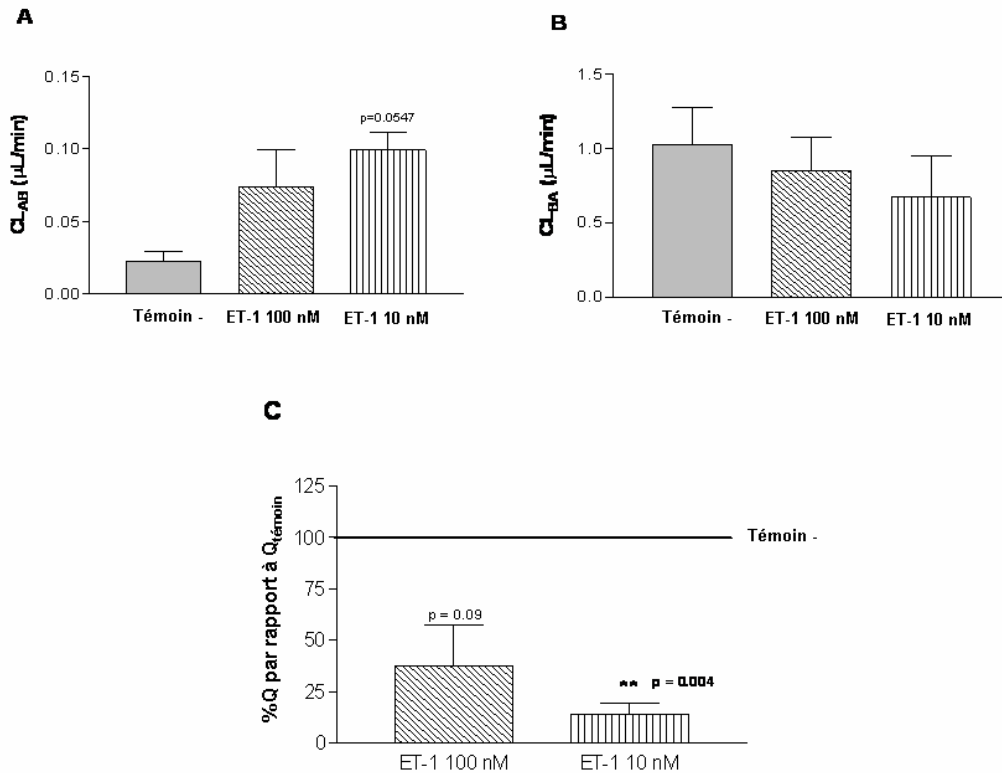 A
CL_AB (µL/min)
0.15
0.10
0.05
0.00
p=0.0547
Témoin -
ET-1 100 nM
ET-1 10 nM
B
CL_BA (µL/min)
1.5
1.0
0.5
0.0
Témoin -
ET-1 100 nM
ET-1 10 nM
C
%Q par rapport à Q_témoin
125
100
75
50
25
0
Témoin -
p = 0.09
** p = 0.004
ET-1 100 nM
ET-1 10 nM